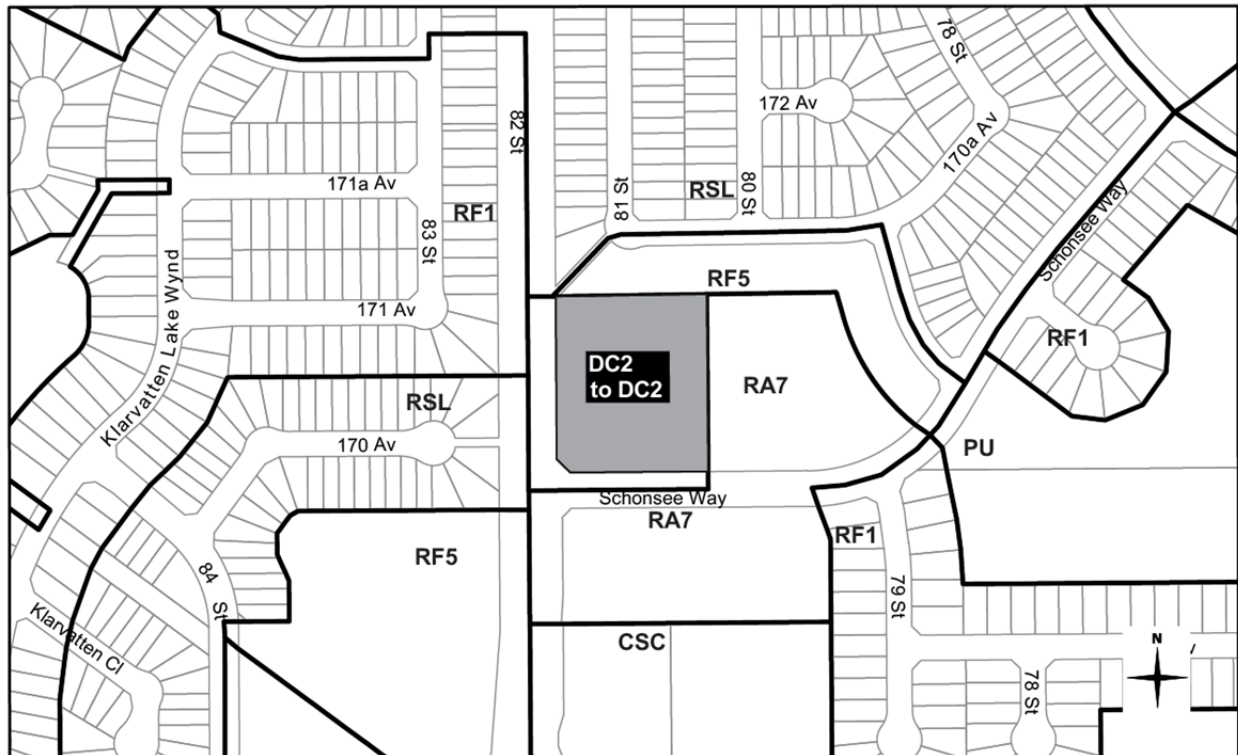 78 St
172 Av
82 St
170a Av
171a Av
81 St
RSL
80 St
Schonsee Way
RF1
83 St
RF5
171 Av
Klarvatten Lake Wynd
RF1
DC2
to DC2
RA7
RSL
170 Av
PU
Schonsee Way
RA7
RF1
RF5
84 St
79 St
Klarvatten Cl
CSC
N
78 St